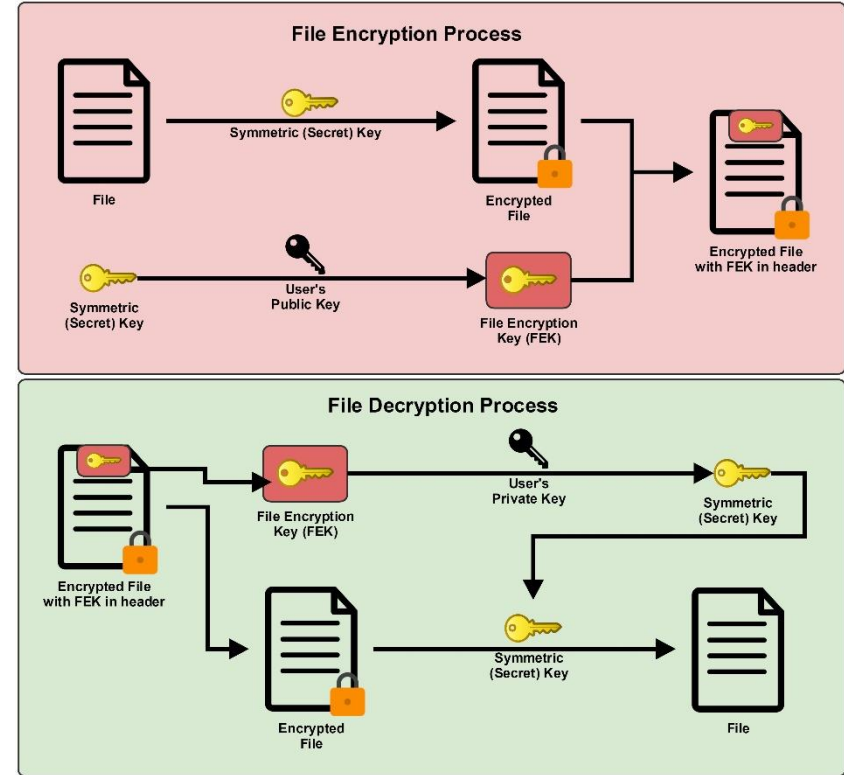 File Encryption Process
Symmetric (Secret) Key
File
Encrypted
File
Encrypted File
with FEK in header
User's
Public Key
Symmetric
(Secret) Key
File Encryption
Key (FEK)
File Decryption Process
File Encryption
Key (FEK)
User's
Private Key
Symmetric
(Secret) Key
Encrypted File
with FEK in header
Symmetric
(Secret) Key
Encrypted
File
File